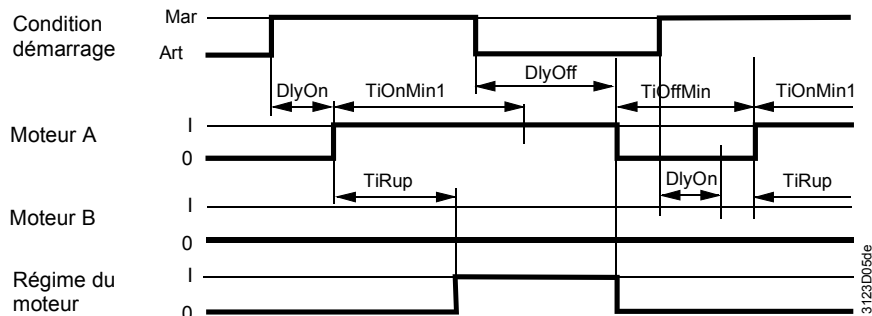 Condition
démarrage
Mar
Art
DlyOff
DlyOn
TiOnMin1
TiOffMin
TiOnMin1
Moteur A
I
0
TiRup
DlyOn
TiRup
Moteur B
I
0
Régime du
moteur
I
0
3123D05de